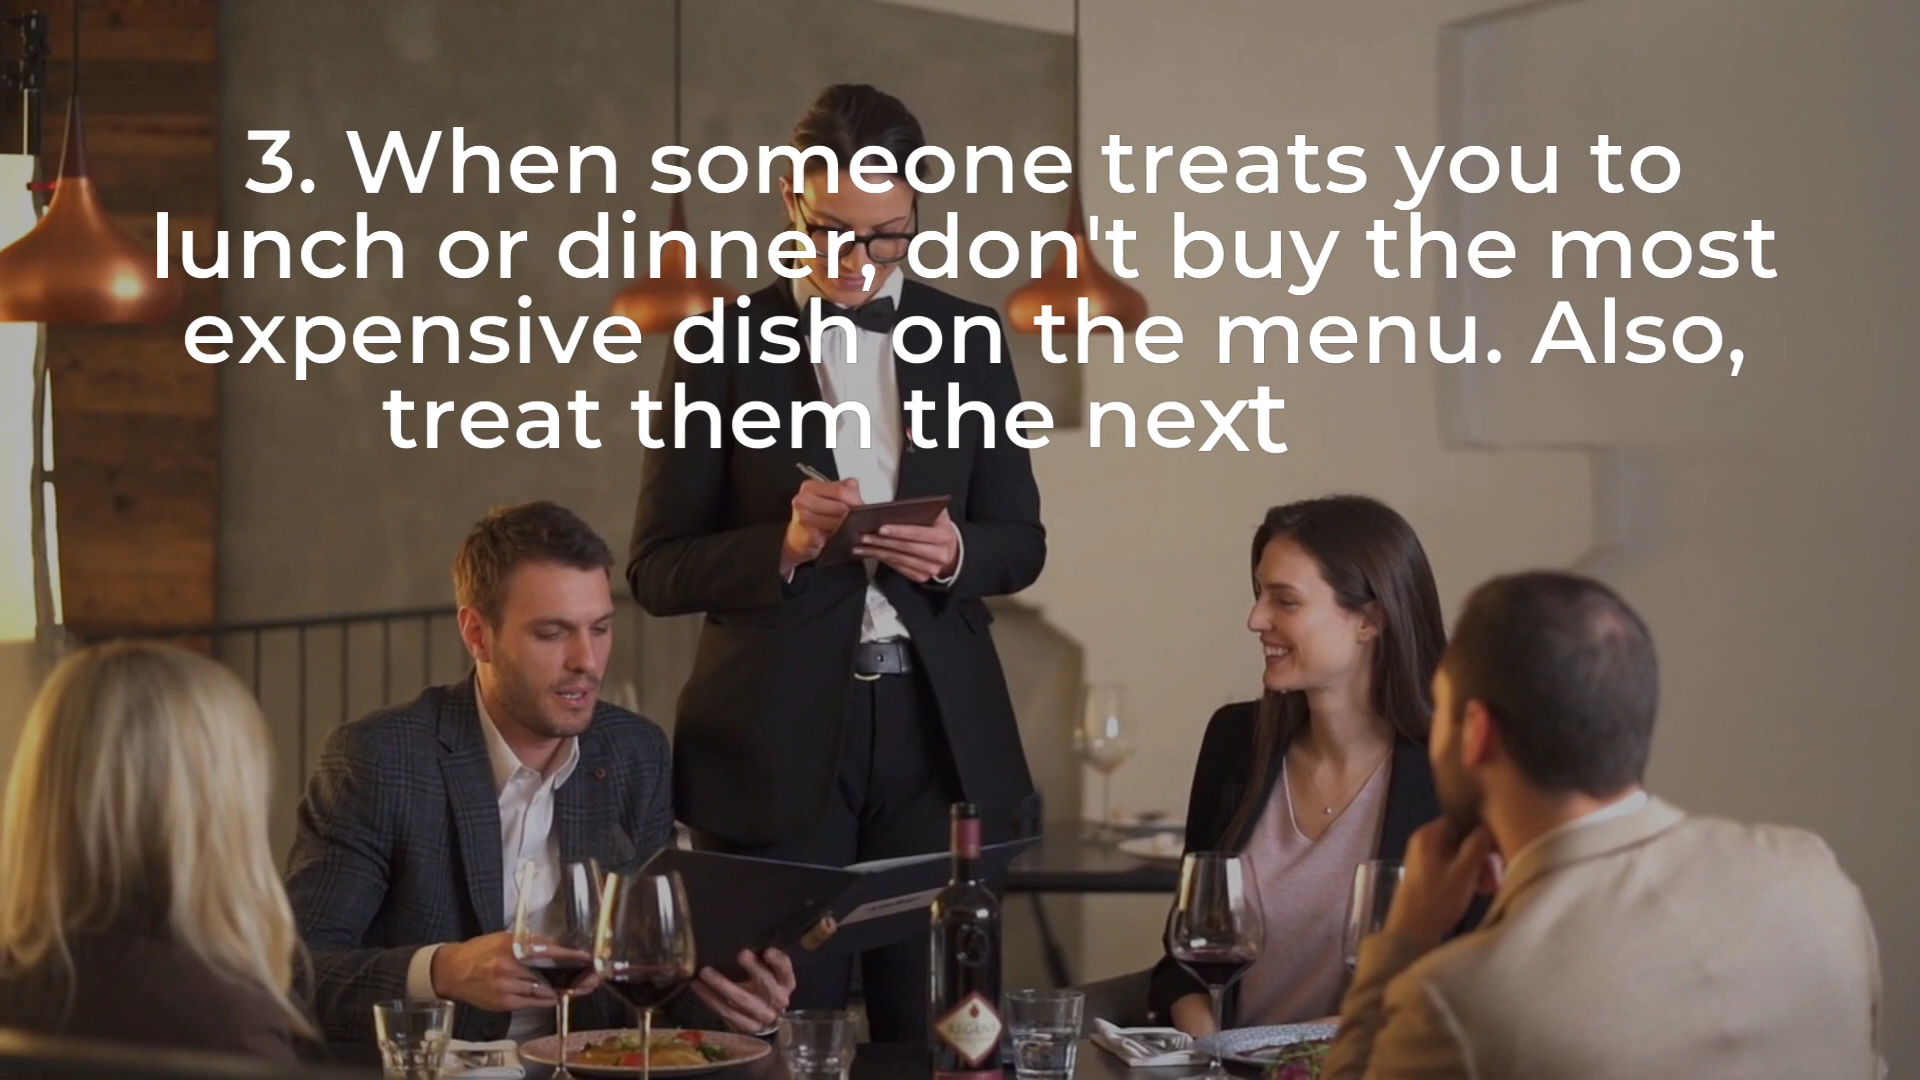 3. When someone treats you to
lunch or dinner, don't buy the most
expensive dish on the menu. Also,
treat them the next
REGENT